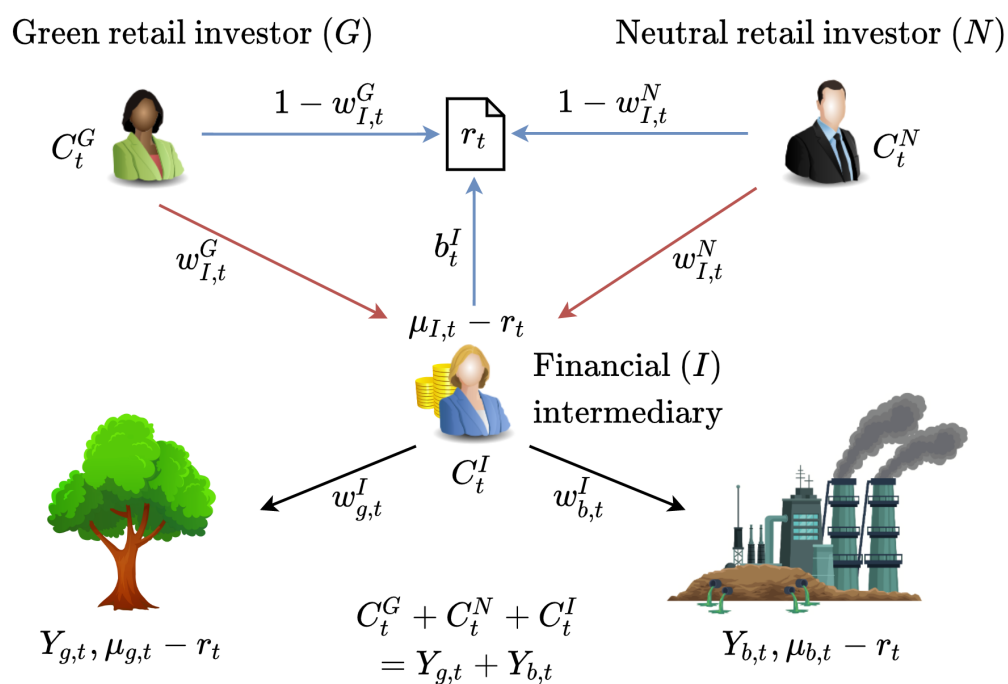 Green retail investor (G)
Neutral retail investor (N)
1 − w^G_{I,t}
1 − w^N_{I,t}
C^G_t
r_t
C^N_t
w^G_{I,t}
b^I_t
w^N_{I,t}
μ_{I,t} − r_t
Financial (I)
intermediary
C^I_t
w^I_{g,t}
w^I_{b,t}
Y_{g,t}, μ_{g,t} − r_t
C^G_t + C^N_t + C^I_t
= Y_{g,t} + Y_{b,t}
Y_{b,t}, μ_{b,t} − r_t